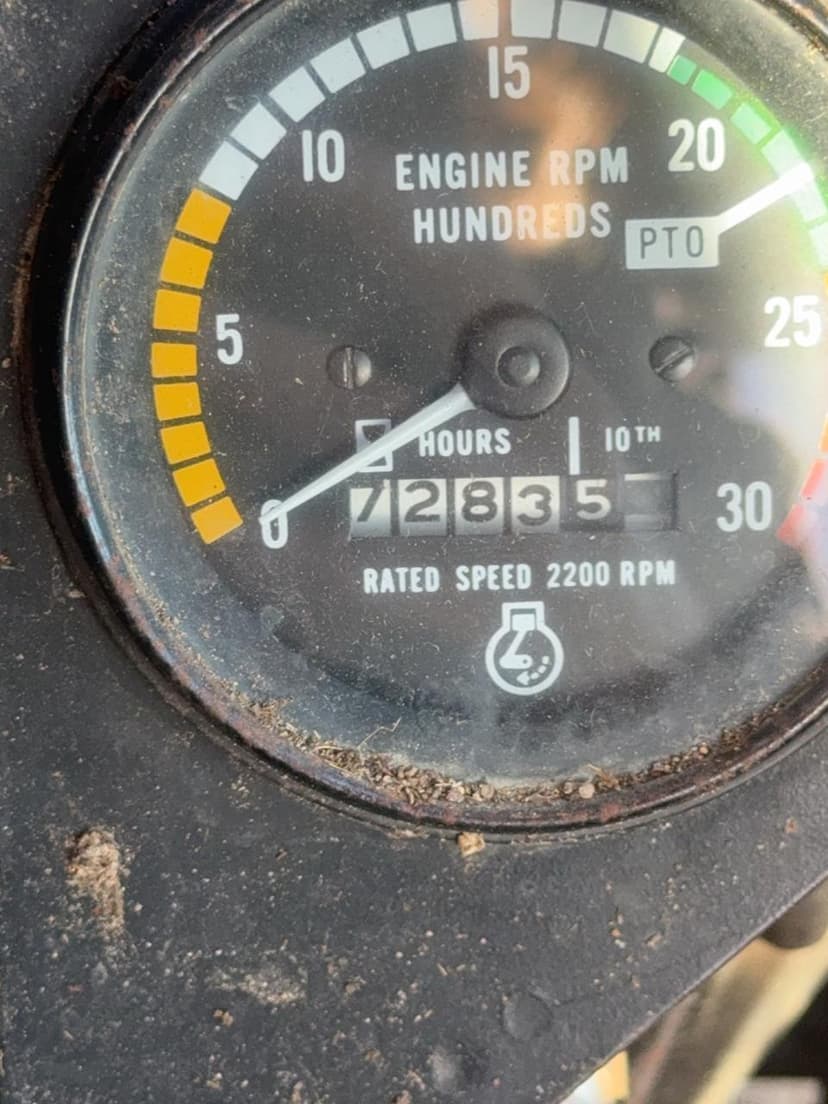 15
10
20
ENGINE RPM
HUNDREDS
PTO
5
25
HOURS
10TH
0
72835
30
RATED SPEED 2200 RPM